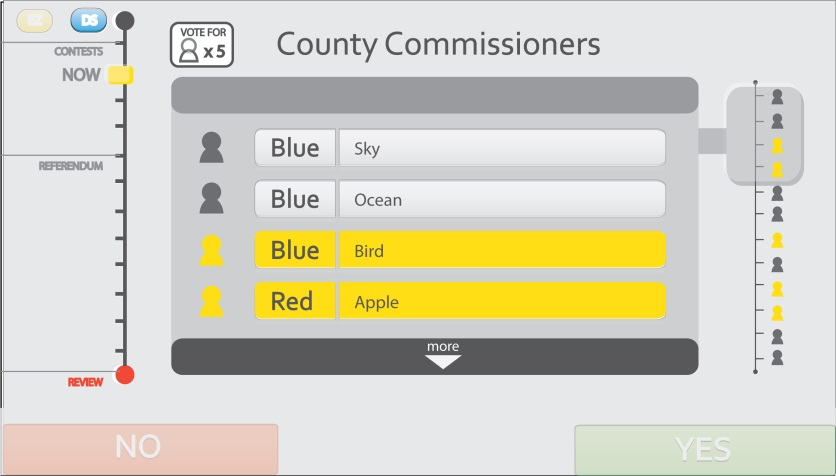 DS
VOTE FOR
x 5
County Commissioners
CONTESTS
NOW
REFERENDUM
REVIEW
Blue Sky
Blue Ocean
Blue Bird
Red Apple
more
NO
YES